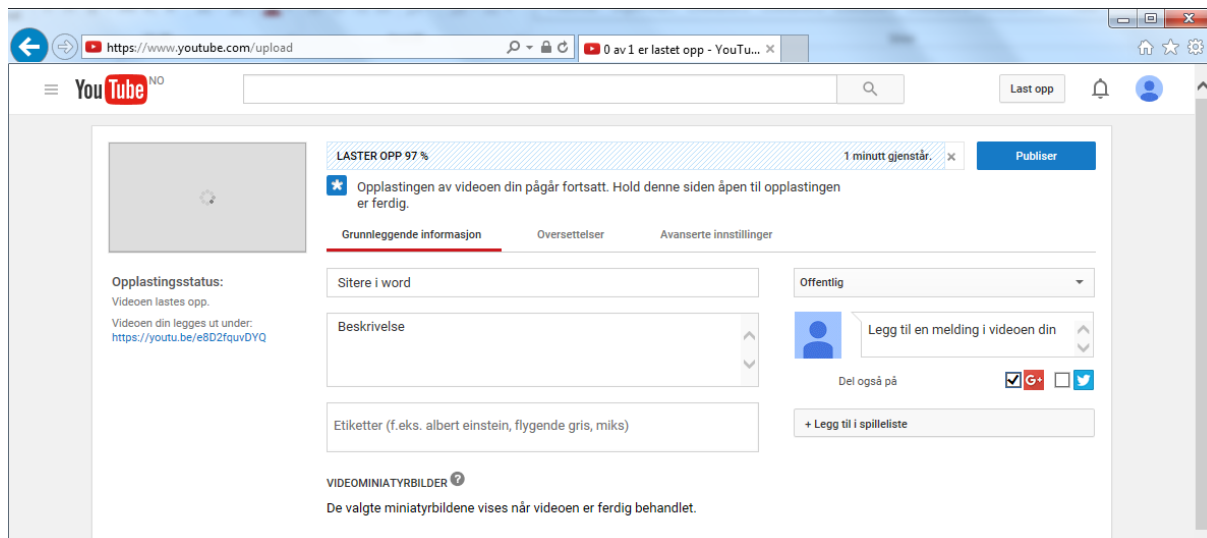 https://www.youtube.com/upload
0 av 1 er lastet opp - YouTu...
YouTube NO
Last opp
LASTER OPP 97 %
1 minutt gjenstår.
Publiser
Opplastingen av videoen din pågår fortsatt. Hold denne siden åpen til opplastingen
er ferdig.
Grunnleggende informasjon
Oversettelser
Avanserte innstillinger
Opplastingsstatus:
Videoen lastes opp.
Videoen din legges ut under:
https://youtu.be/e8D2fquvDYQ
Sitere i word
Beskrivelse
Etiketter (f.eks. albert einstein, flygende gris, miks)
Offentlig
Legg til en melding i videoen din
Del også på
G+
+ Legg til i spilleliste
VIDEOMINIATYRBILDER ?
De valgte miniatyrbildene vises når videoen er ferdig behandlet.